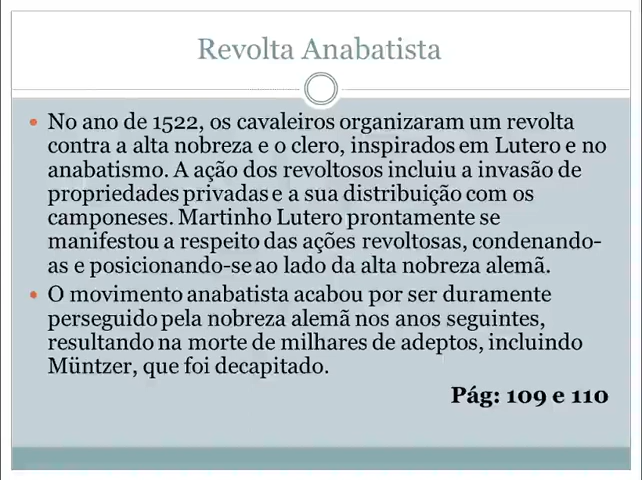 Revolta Anabatista
• No ano de 1522, os cavaleiros organizaram um revolta
contra a alta nobreza e o clero, inspirados em Lutero e no
anabatismo. A ação dos revoltosos incluiu a invasão de
propriedades privadas e a sua distribuição com os
camponeses. Martinho Lutero prontamente se
manifestou a respeito das ações revoltosas, condenando-
as e posicionando-se ao lado da alta nobreza alemã.
• O movimento anabatista acabou por ser duramente
perseguido pela nobreza alemã nos anos seguintes,
resultando na morte de milhares de adeptos, incluindo
Müntzer, que foi decapitado.
Pág: 109 e 110